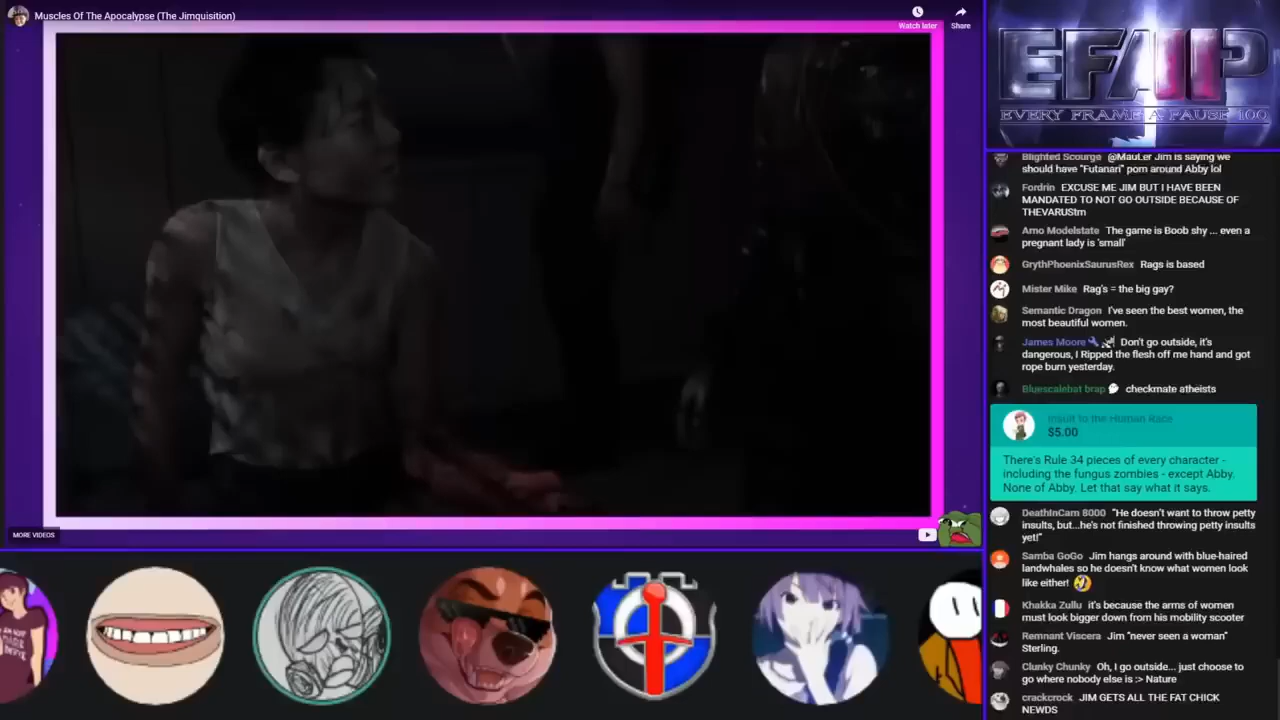 Muscles Of The Apocalypse (The Jimquisition)
Watch later
Share
MORE VIDEOS
EFAP
EVERY FRAME A PAUSE 100
Blighted Scourge @MauLer Jim is saying we
should have "Futanari" porn around Abby lol
Fordrin EXCUSE ME JIM BUT I HAVE BEEN
MANDATED TO NOT GO OUTSIDE BECAUSE OF
THEVARUStm
Amo Modelstate The game is Boob shy ... even a
pregnant lady is 'small'
GrythPhoenixSaurusRex Rags is based
Mister Mike Rag's = the big gay?
Semantic Dragon I've seen the best women, the
most beautiful women.
James Moore Don't go outside, it's
dangerous, I Ripped the flesh off me hand and got
rope burn yesterday.
Bluescalehat brap checkmate atheists
Insult to the Human Race
$5.00
There's Rule 34 pieces of every character -
including the fungus zombies - except Abby.
None of Abby. Let that say what it says.
DeathInCam 8000 "He doesn't want to throw petty
insults, but...he's not finished throwing petty insults
yet!"
Samba GoGo Jim hangs around with blue-haired
landwhales so he doesn't know what women look
like either!
Khakka Zullu it's because the arms of women
must look bigger down from his mobility scooter
Remnant Viscera Jim "never seen a woman"
Sterling.
Clunky Chunky Oh, I go outside... just choose to
go where nobody else is :> Nature
crackcrock JIM GETS ALL THE FAT CHICK
NEWDS